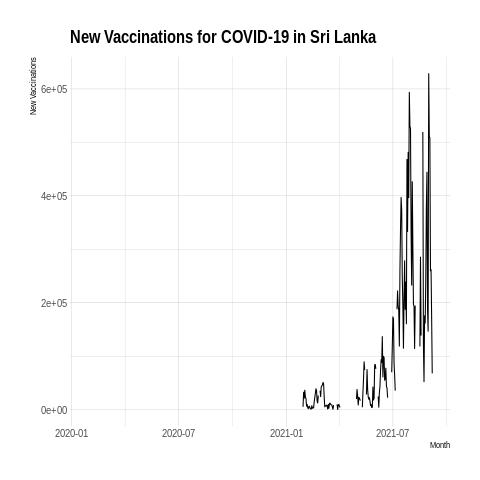 New Vaccinations for COVID-19 in Sri Lanka
New Vaccinations
6e+05
4e+05
2e+05
0e+00
2020-01 2020-07 2021-01 2021-07
Month